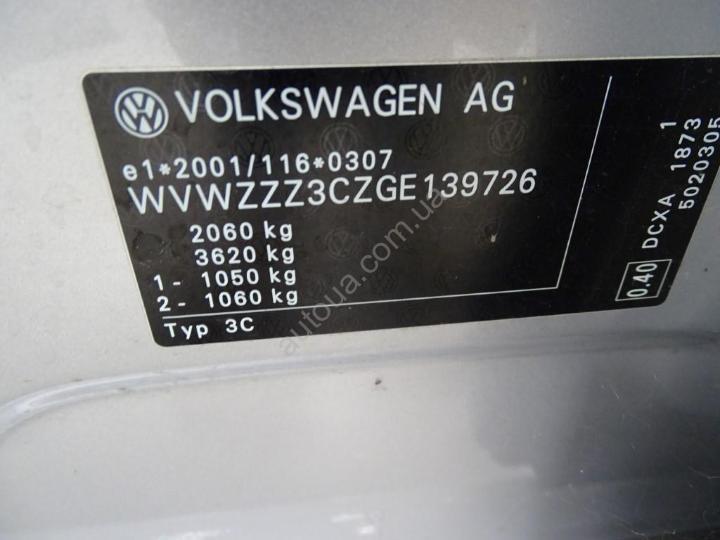 VOLKSWAGEN AG
e1*2001/116*0307
WVWZZZ3CZGE139726
2060 kg
3620 kg
1 - 1050 kg
2 - 1060 kg
Typ 3C
DCXA 1873 1
5020305
0.40
autoua.com.ua